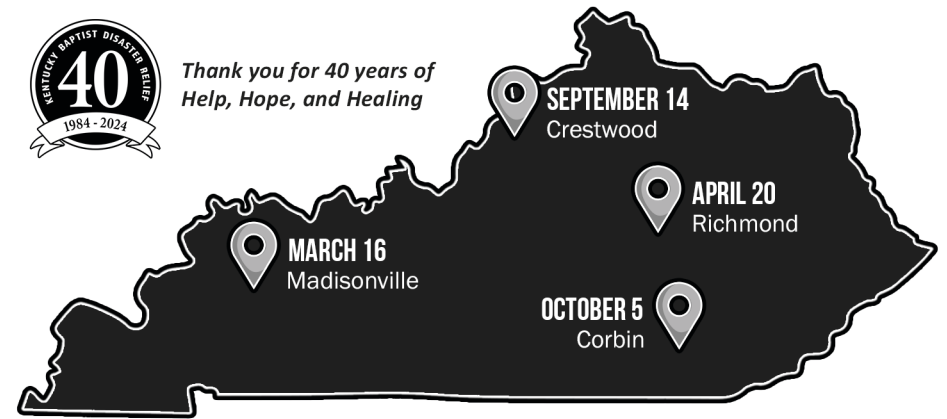 KENTUCKY BAPTIST DISASTER RELIEF
40
1984 - 2024
Thank you for 40 years of
Help, Hope, and Healing
SEPTEMBER 14
Crestwood
APRIL 20
Richmond
MARCH 16
Madisonville
OCTOBER 5
Corbin